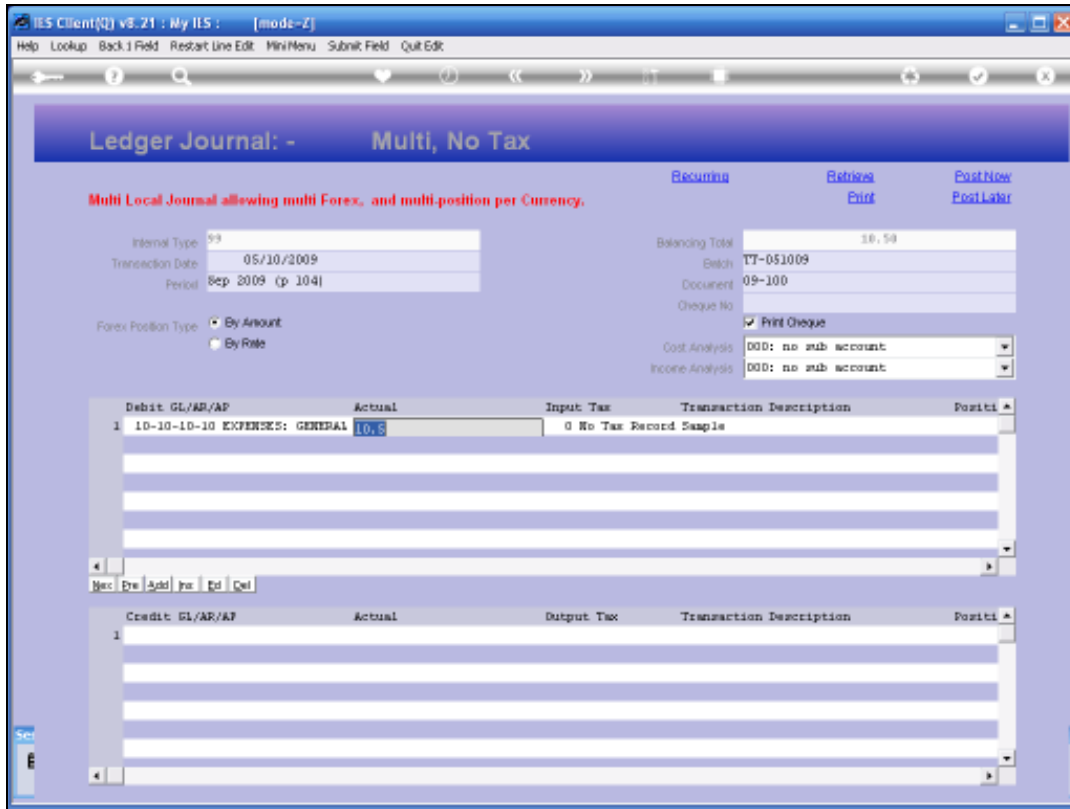 IES Client(Q) v8.21 : My IES : [mode-Z]
Help Lookup Back 1 Field Restart Line Edit MiniMenu Submit Field Quit Edit
Ledger Journal: - Multi, No Tax
Recurring Retrieve Post Now
Multi Local Journal allowing multi Forex, and multi-position per Currency. Print Post Later
Internal Type 99 Balancing Total 10.50
Transaction Date 05/10/2009 Batch TT-051009
Period Sep 2009 (p 104) Document 09-100
Cheque No
Forex Position Type By Amount Print Cheque
By Rate Cost Analysis 000: no sub account
Income Analysis 000: no sub account
Debit GL/AR/AP Actual Input Tax Transaction Description Positi
1 10-10-10-10 EXPENSES: GENERAL 10.5 0 No Tax Record Sample
Nex Pre Add Ins Ed Del
Credit GL/AR/AP Actual Output Tax Transaction Description Positi
1
Ser